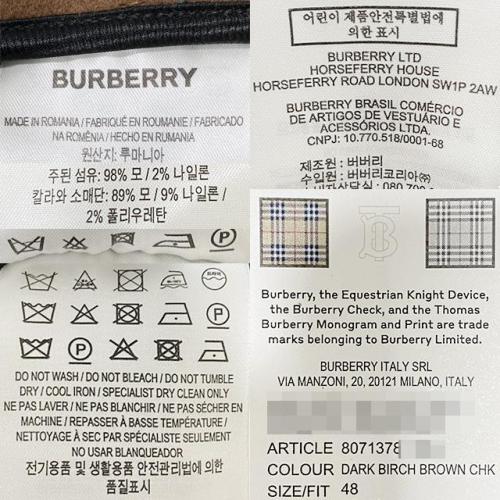 BURBERRY
MADE IN ROMANIA / FABRIQUÉ EN ROUMANIE / FABRICADO
NA ROMÊNIA / HECHO EN RUMANIA
원산지: 루마니아
주된 섬유: 98% 모 / 2% 나일론
칼라와 소매단: 89% 모 / 9% 나일론 /
2% 폴리우레탄
DO NOT WASH / DO NOT BLEACH / DO NOT TUMBLE
DRY / COOL IRON / SPECIALIST DRY CLEAN ONLY
NE PAS LAVER / NE PAS BLANCHIR / NE PAS SÉCHER EN
MACHINE / REPASSER À BASSE TEMPÉRATURE /
NETTOYAGE À SEC PAR SPÉCIALISTE SEULEMENT
NO USAR BLANQUEADOR
전기용품 및 생활용품 안전관리법에 의한
품질표시
어린이 제품안전특별법에
의한 표시
BURBERRY LTD
HORSEFERRY HOUSE
HORSEFERRY ROAD LONDON SW1P 2AW
BURBERRY BRASIL COMÉRCIO
DE ARTIGOS DE VESTUÁRIO E
ACESSÓRIOS LTDA.
CNPJ: 10.770.518/0001-68
제조원 : 버버리
수입원 : 버버리코리아㈜
Burberry, the Equestrian Knight Device,
the Burberry Check, and the Thomas
Burberry Monogram and Print are trade
marks belonging to Burberry Limited.
BURBERRY ITALY SRL
VIA MANZONI, 20, 20121 MILANO, ITALY
ARTICLE 8071378
COLOUR DARK BIRCH BROWN CHK
SIZE/FIT 48